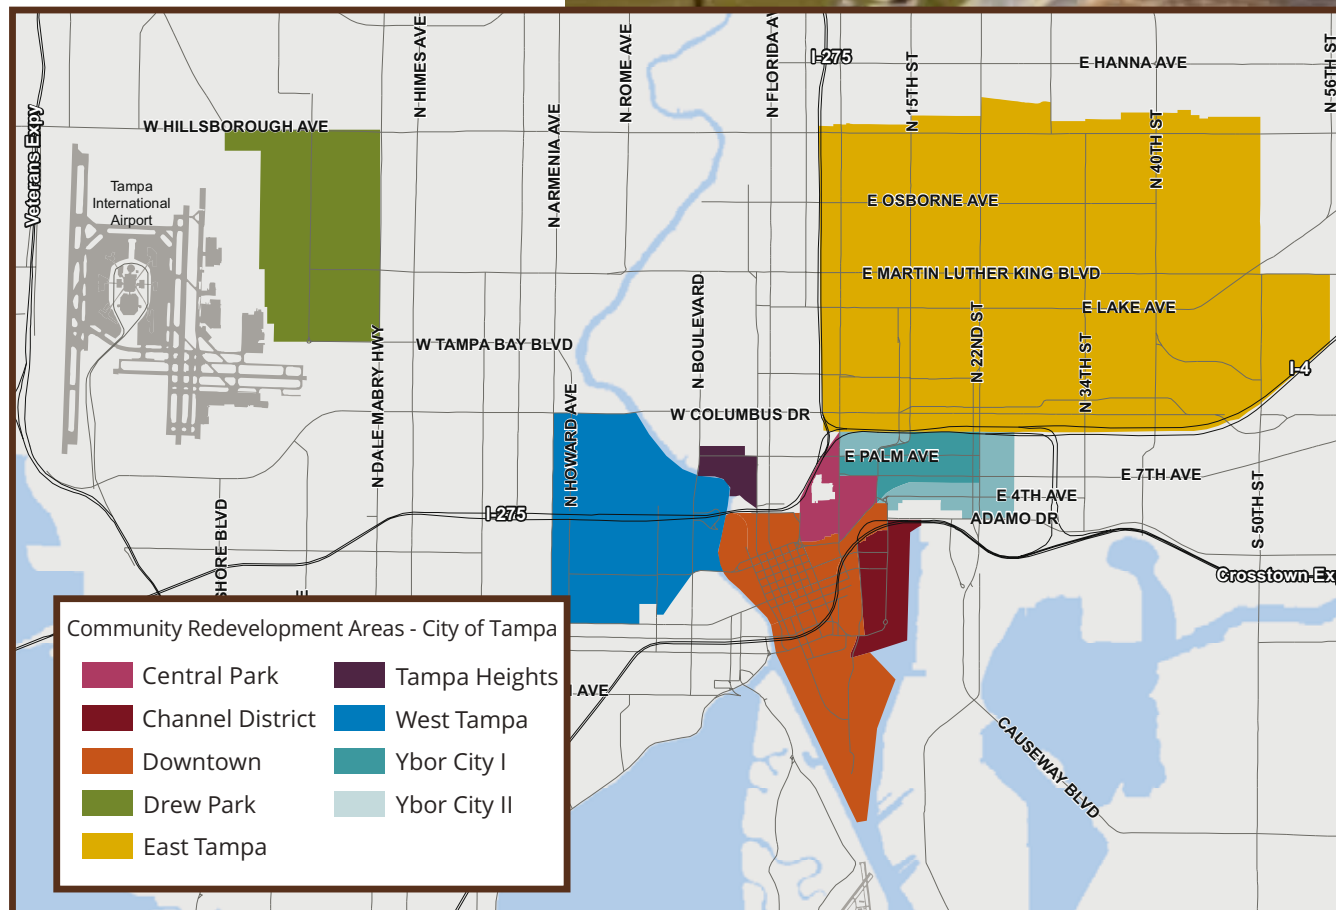 N HIMES AVE
N ROME AVE
N FLORIDA AV
I-275
N 15TH ST
E HANNA AVE
N 56TH ST
Veterans Expy
W HILLSBOROUGH AVE
N ARMENIA AVE
N 40TH ST
Tampa
International
Airport
E OSBORNE AVE
E MARTIN LUTHER KING BLVD
N BOULEVARD
E LAKE AVE
N 22ND ST
N 34TH ST
W TAMPA BAY BLVD
N DALE MABRY HWY
I-4
N HOWARD AVE
W COLUMBUS DR
E PALM AVE
E 7TH AVE
E 4TH AVE
ADAMO DR
S 50TH ST
I-275
SHORE BLVD
Crosstown Exp
E
AVE
CAUSEWAY BLVD
Community Redevelopment Areas - City of Tampa
Central Park
Channel District
Downtown
Drew Park
East Tampa
Tampa Heights
West Tampa
Ybor City I
Ybor City II